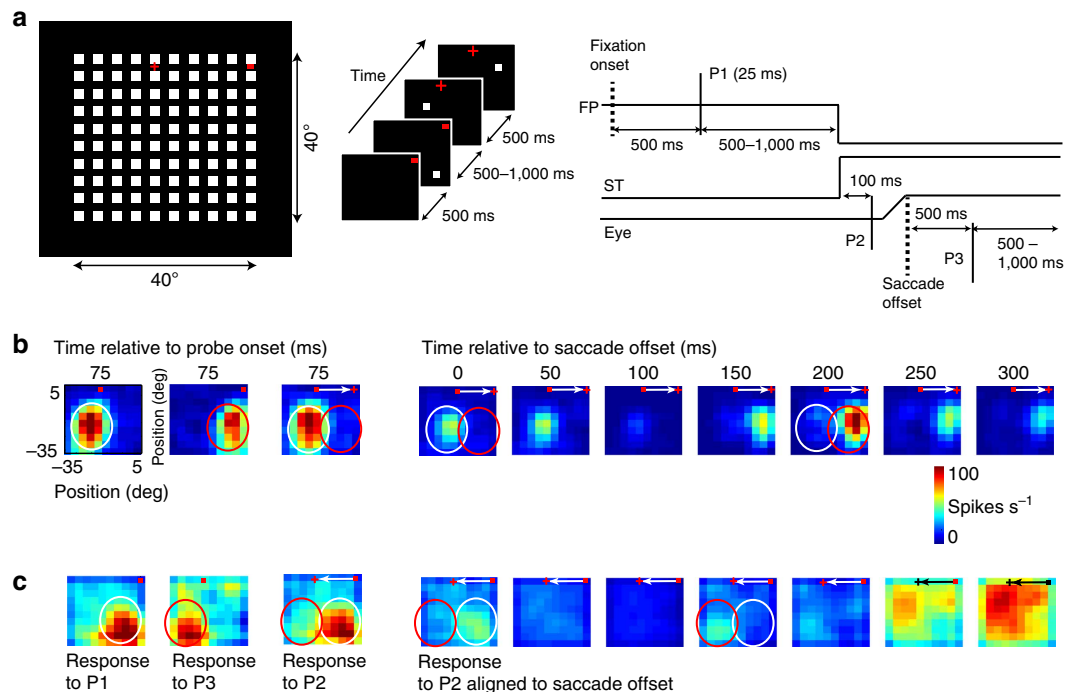 a
40°
40°
Time
500 ms
500–1,000 ms
500 ms
Fixation
onset
P1 (25 ms)
FP
500 ms
500–1,000 ms
ST
100 ms
Eye
P2
500 ms
P3
500 –
1,000 ms
Saccade
offset
b
Time relative to probe onset (ms)
75
75
75
5
–35
–35
5
Position (deg)
Position (deg)
Time relative to saccade offset (ms)
0
50
100
150
200
250
300
100
Spikes s⁻¹
0
c
Response
to P1
Response
to P3
Response
to P2
Response
to P2 aligned to saccade offset